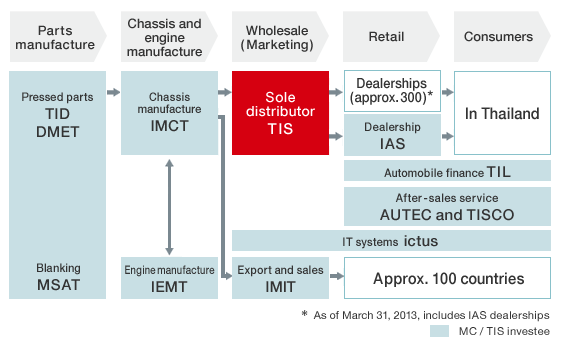 Parts
manufacture
Chassis and
engine
manufacture
Wholesale
(Marketing)
Retail
Consumers
Pressed parts
TID
DMET
Blanking
MSAT
Chassis
manufacture
IMCT
Engine manufacture
IEMT
Sole
distributor
TIS
Export and sales
IMIT
Dealerships
(approx.300)*
Dealership
IAS
In Thailand
Automobile finance TIL
After-sales service
AUTEC and TISCO
IT systems ictus
Approx. 100 countries
* As of March 31, 2013, includes IAS dealerships
MC / TIS investee